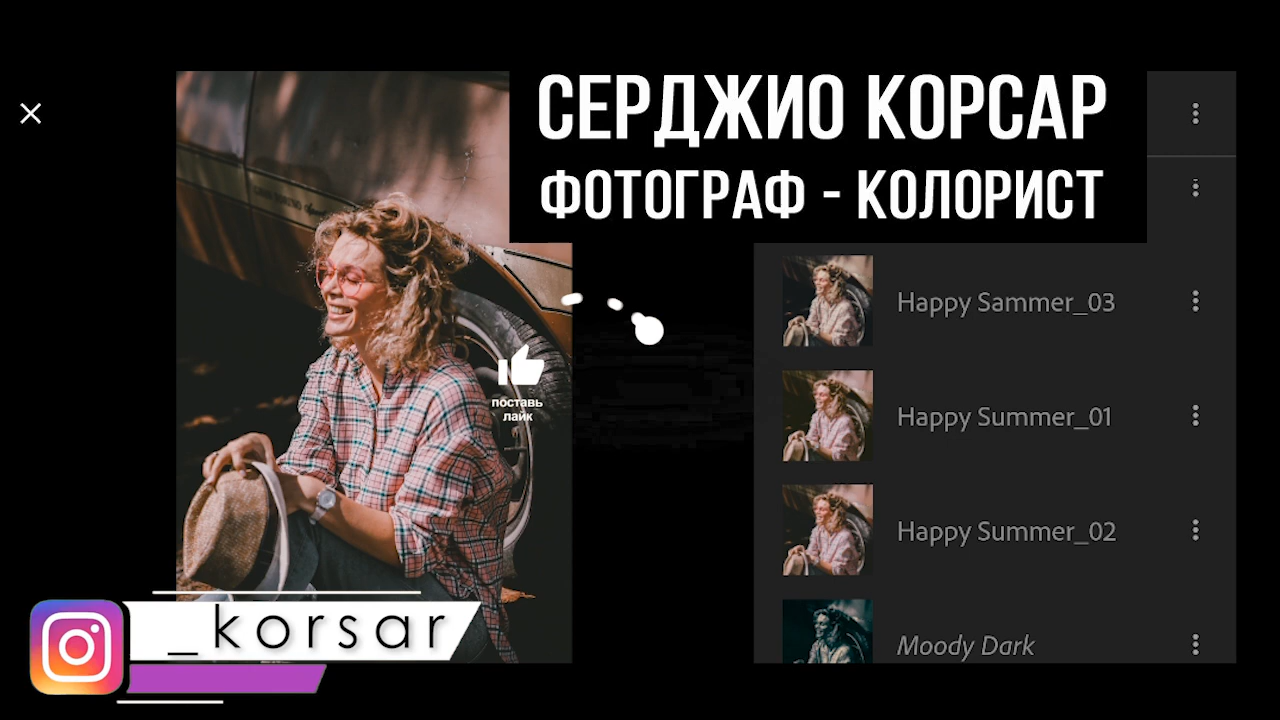 СЕРДЖИО КОРСАР
ФОТОГРАФ - КОЛОРИСТ
Happy Sammer_03
поставь
лайк
Happy Summer_01
Happy Summer_02
Moody Dark
_korsar